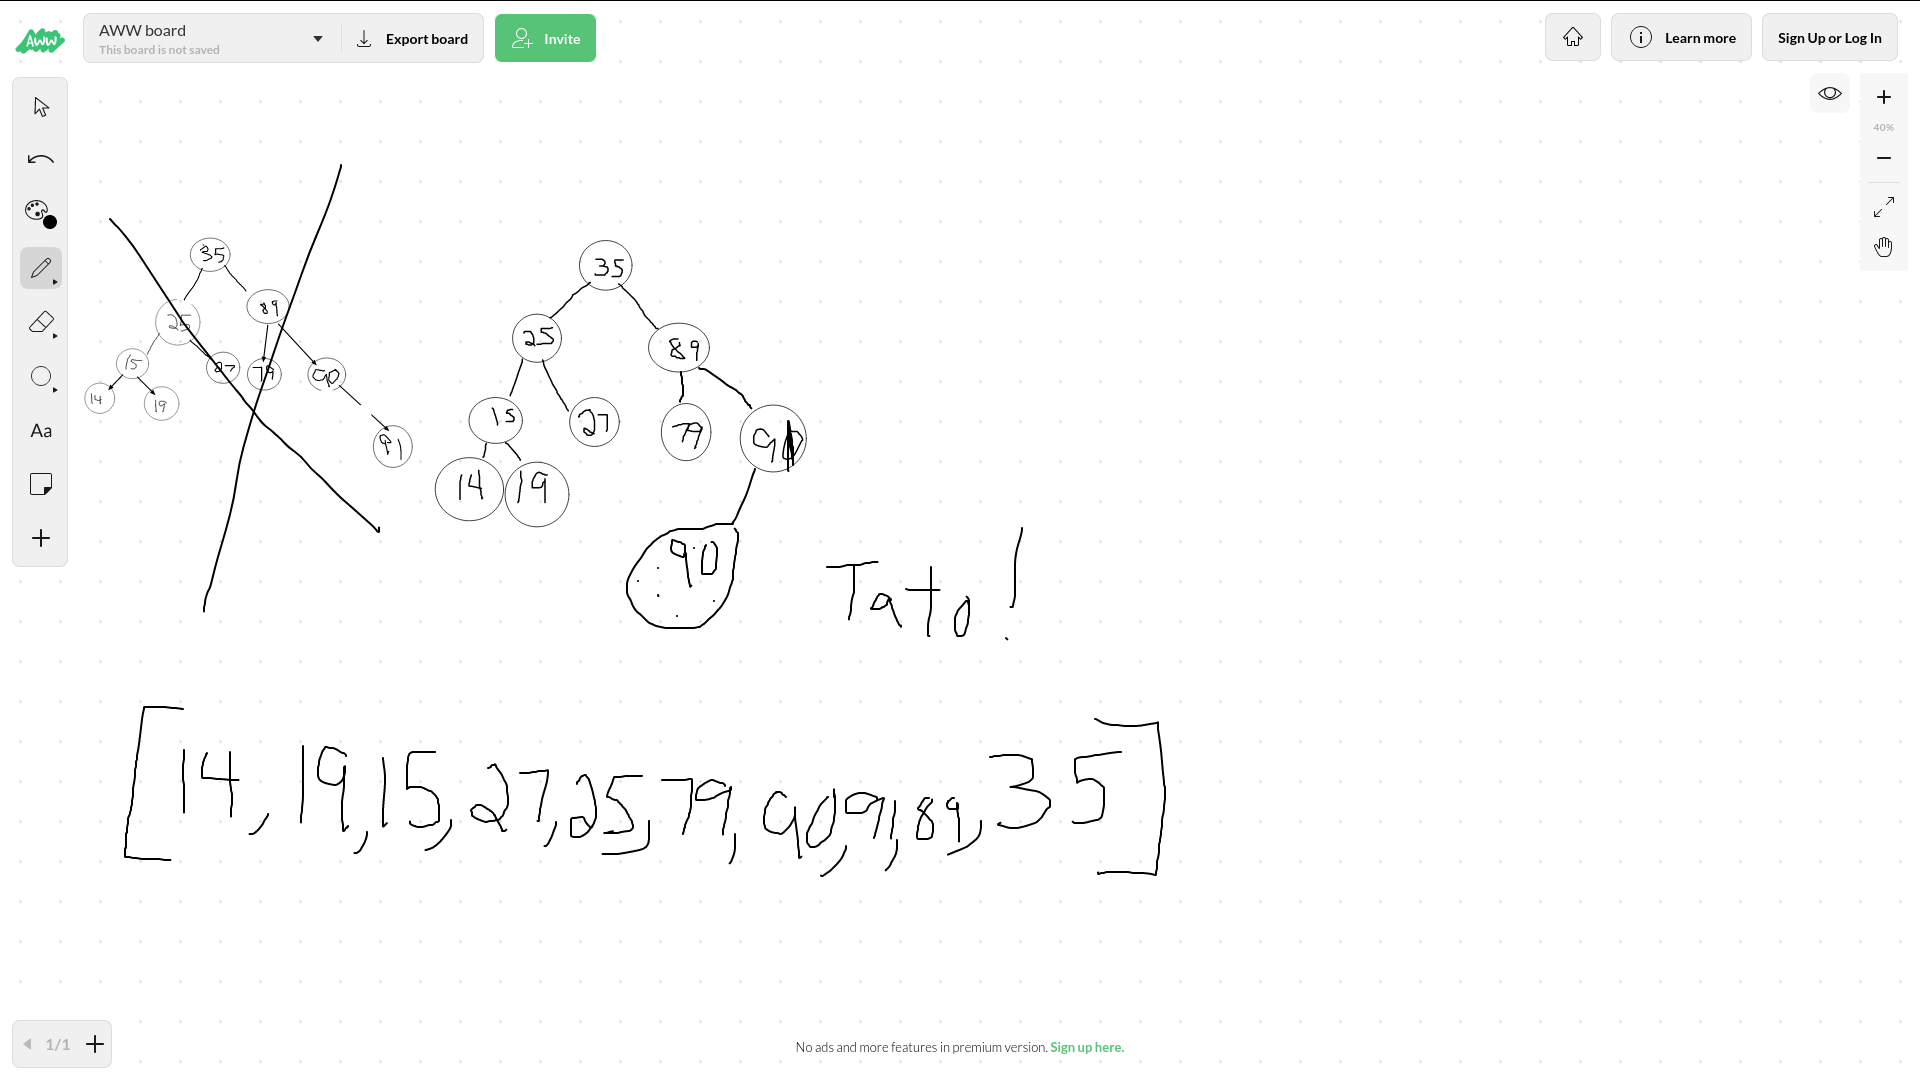 AWW board
This board is not saved
Export board
Invite
Learn more
Sign Up or Log In
AWW
40%
Aa
35
25
89
15
27
79
90
14
19
91
35
25
89
15
27
79
91
14
19
90
Tato!
[14, 19, 15, 27, 25, 79, 90, 91, 89, 35]
1/1
No ads and more features in premium version. Sign up here.